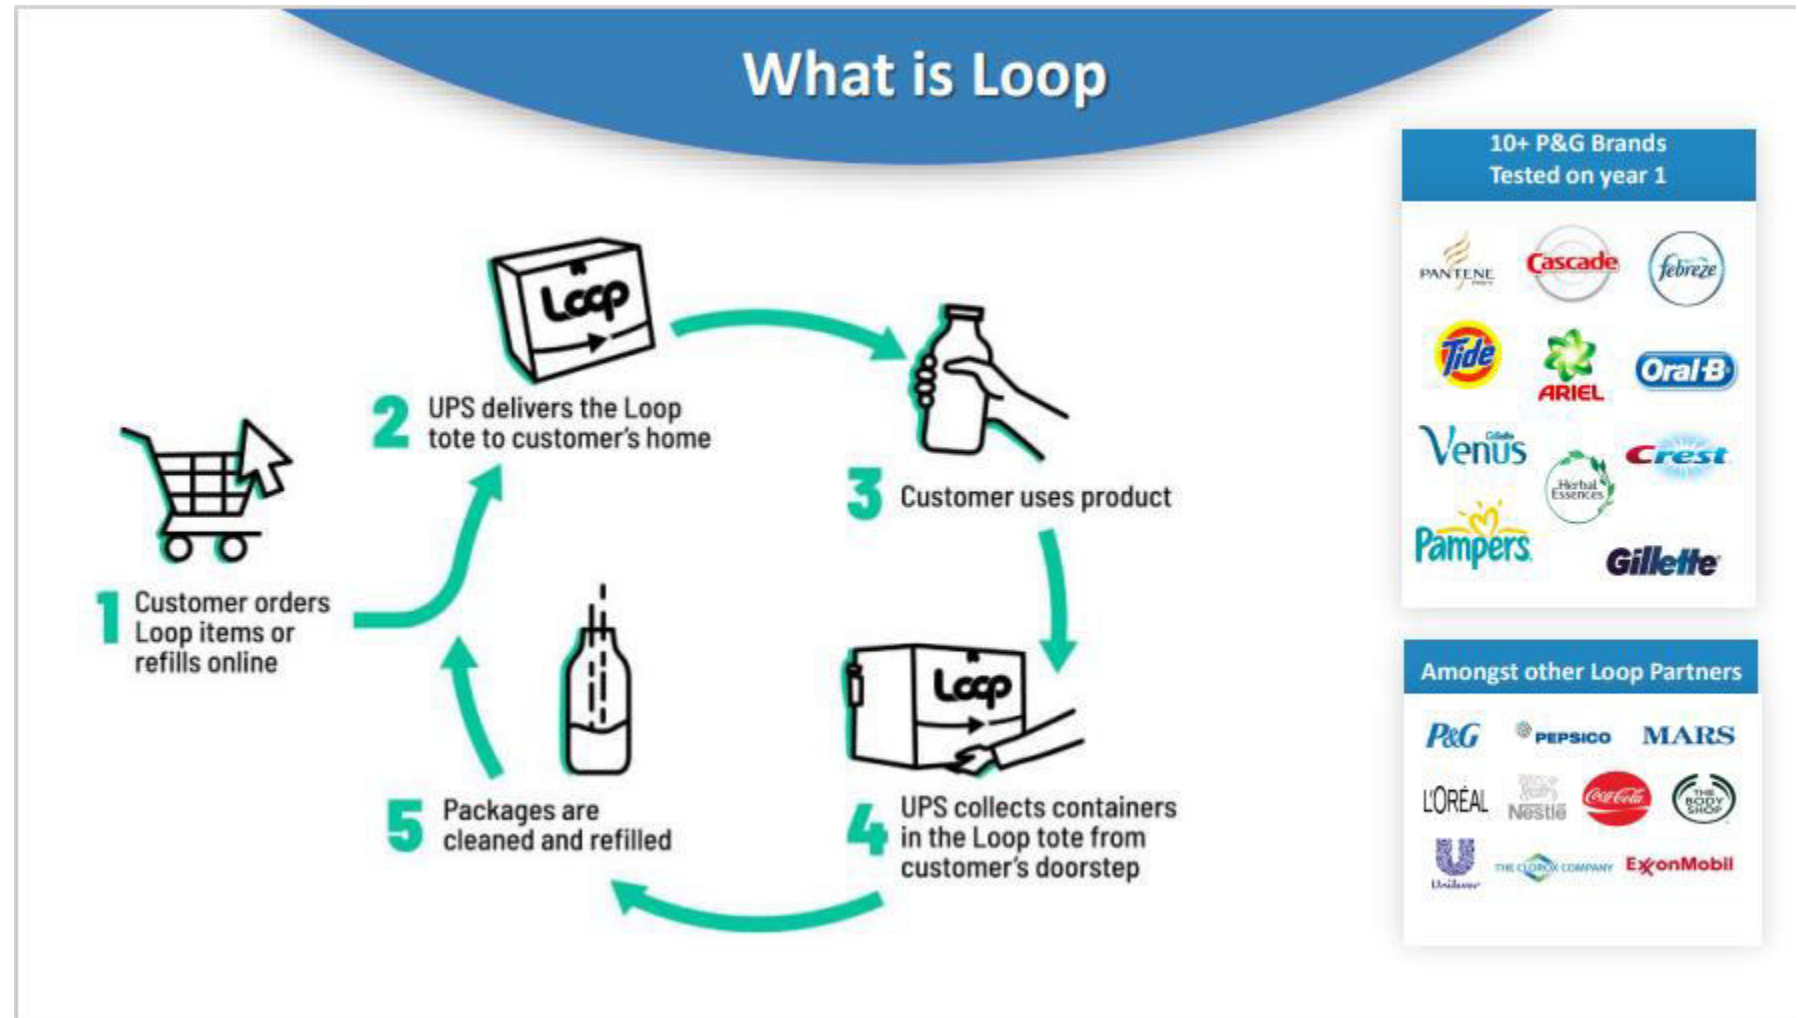 What is Loop
Loop
2 UPS delivers the Loop
tote to customer's home
3 Customer uses product
1 Customer orders
Loop items or
refills online
Loop
5 Packages are
cleaned and refilled
4 UPS collects containers
in the Loop tote from
customer's doorstep
10+ P&G Brands
Tested on year 1
PANTENE
Cascade
febreze
Tide
ARIEL
Oral-B
Gillette
Venus
Herbal
Essences
Crest
Pampers
Gillette
Amongst other Loop Partners
P&G
PEPSICO
MARS
L'ORÉAL
Nestlé
Coca-Cola
THE
BODY
SHOP
Unilever
THE CLOROX COMPANY
ExxonMobil